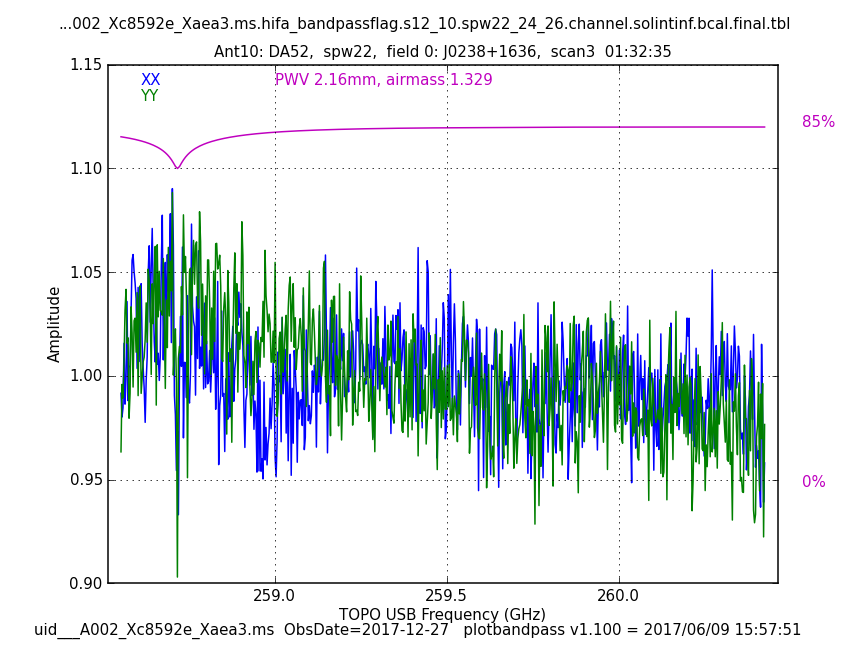 ...002_Xc8592e_Xaea3.ms.hifa_bandpassflag.s12_10.spw22_24_26.channel.solintinf.bcal.final.tbl
Ant10: DA52, spw22, field 0: J0238+1636, scan3 01:32:35
1.15
XX
PWV 2.16mm, airmass 1.329
YY
85%
1.10
1.05
Amplitude
1.00
0.95
0%
0.90
259.0 259.5 260.0
TOPO USB Frequency (GHz)
uid___A002_Xc8592e_Xaea3.ms ObsDate=2017-12-27 plotbandpass v1.100 = 2017/06/09 15:57:51